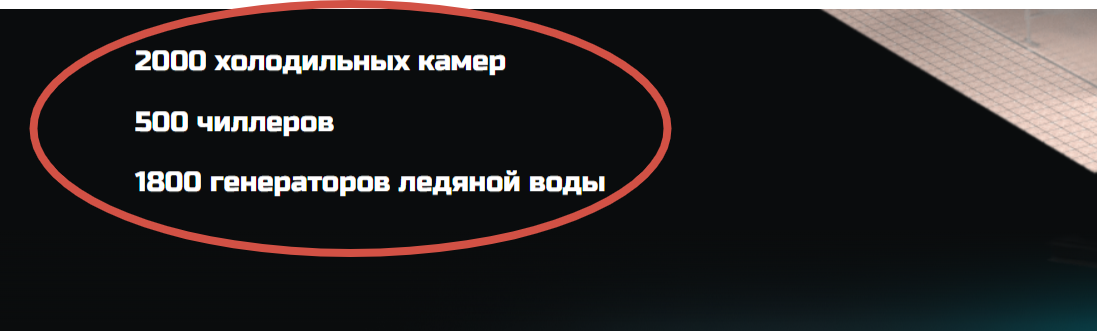 2000 холодильных камер
500 чиллеров
1800 генераторов ледяной воды